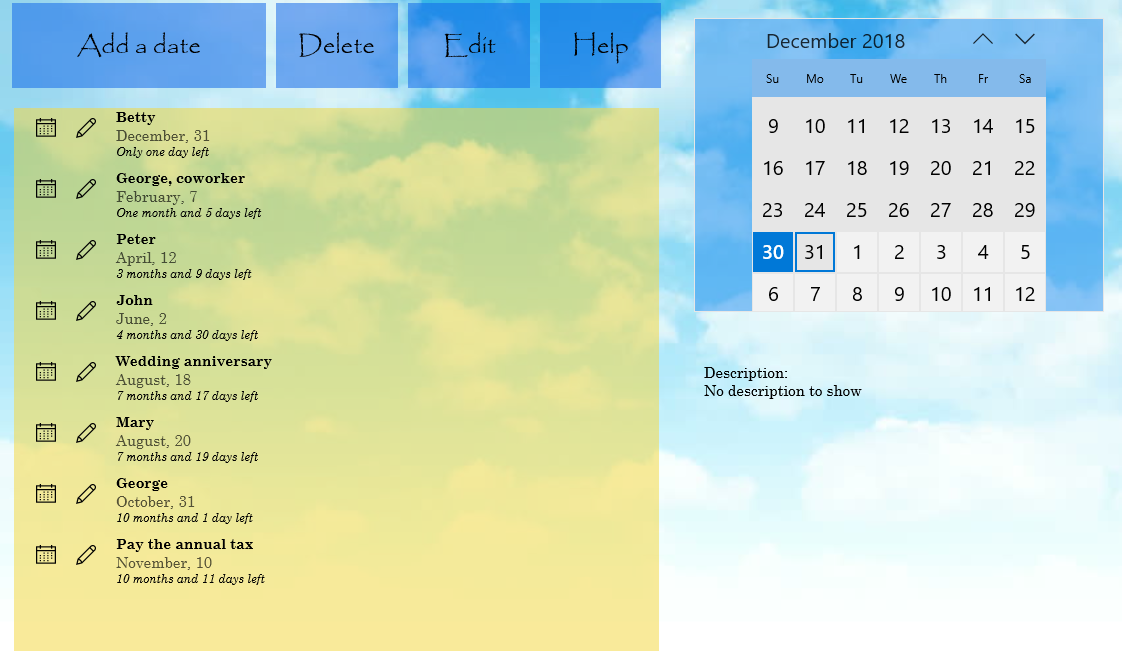 Add a date
Delete
Edit
Help
Betty
December, 31
Only one day left
George, coworker
February, 7
One month and 5 days left
Peter
April, 12
3 months and 9 days left
John
June, 2
4 months and 30 days left
Wedding anniversary
August, 18
7 months and 17 days left
Mary
August, 20
7 months and 19 days left
George
October, 31
10 months and 1 day left
Pay the annual tax
November, 10
10 months and 11 days left
December 2018
Su Mo Tu We Th Fr Sa
9 10 11 12 13 14 15
16 17 18 19 20 21 22
23 24 25 26 27 28 29
30 31 1 2 3 4 5
6 7 8 9 10 11 12
Description:
No description to show